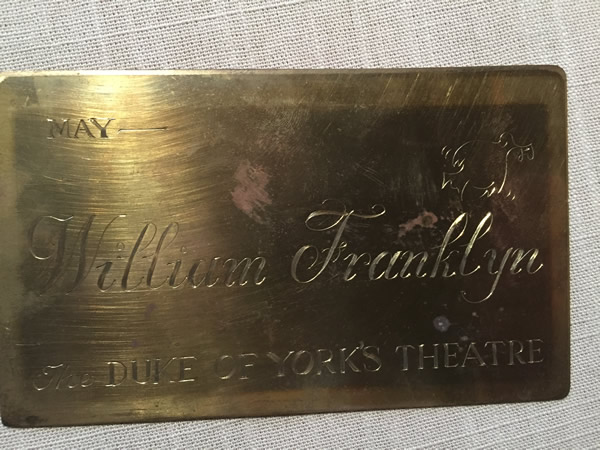 MAY —
William Franklyn
The DUKE OF YORK'S THEATRE